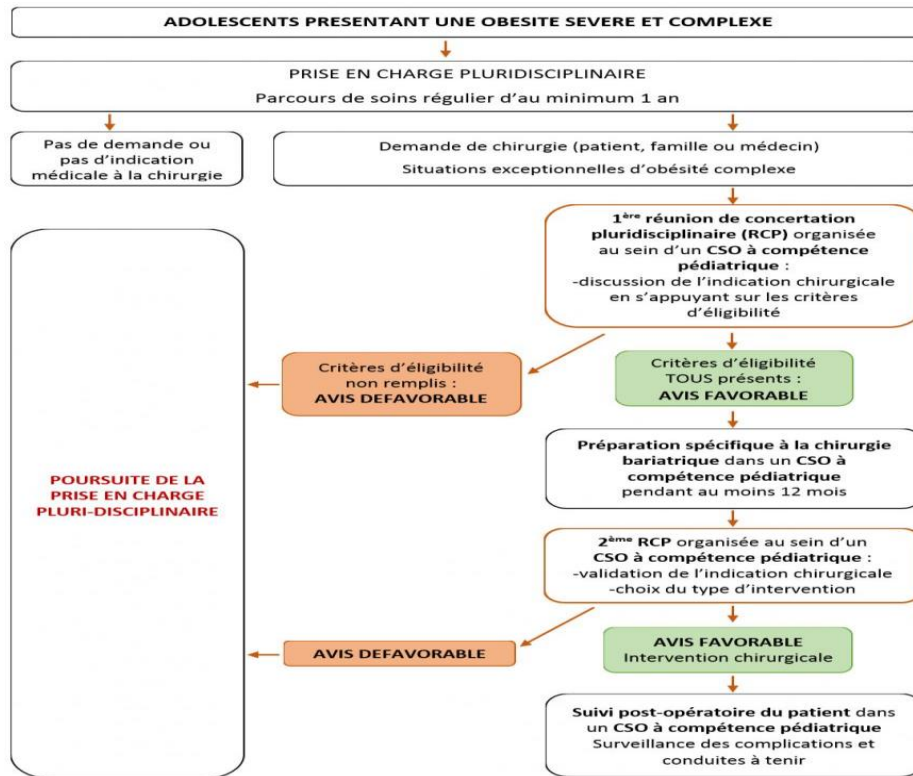 ADOLESCENTS PRESENTANT UNE OBESITE SEVERE ET COMPLEXE
PRISE EN CHARGE PLURIDISCIPLINAIRE
Parcours de soins régulier d'au minimum 1 an
Pas de demande ou
pas d'indication
médicale à la chirurgie
Demande de chirurgie (patient, famille ou médecin)
Situations exceptionnelles d'obésité complexe
1ère réunion de concertation
pluridisciplinaire (RCP) organisée
au sein d'un CSO à compétence
pédiatrique :
-discussion de l'indication chirurgicale
en s'appuyant sur les critères
d'éligibilité
Critères d'éligibilité
non remplis :
AVIS DEFAVORABLE
Critères d'éligibilité
TOUS présents :
AVIS FAVORABLE
Préparation spécifique à la chirurgie
bariatrique dans un CSO à
compétence pédiatrique
pendant au moins 12 mois
POURSUITE DE LA
PRISE EN CHARGE
PLURI-DISCIPLINAIRE
2ème RCP organisée au sein d'un
CSO à compétence pédiatrique :
-validation de l'indication chirurgicale
-choix du type d'intervention
AVIS DEFAVORABLE
AVIS FAVORABLE
Intervention chirurgicale
Suivi post-opératoire du patient dans
un CSO à compétence pédiatrique
Surveillance des complications et
conduites à tenir